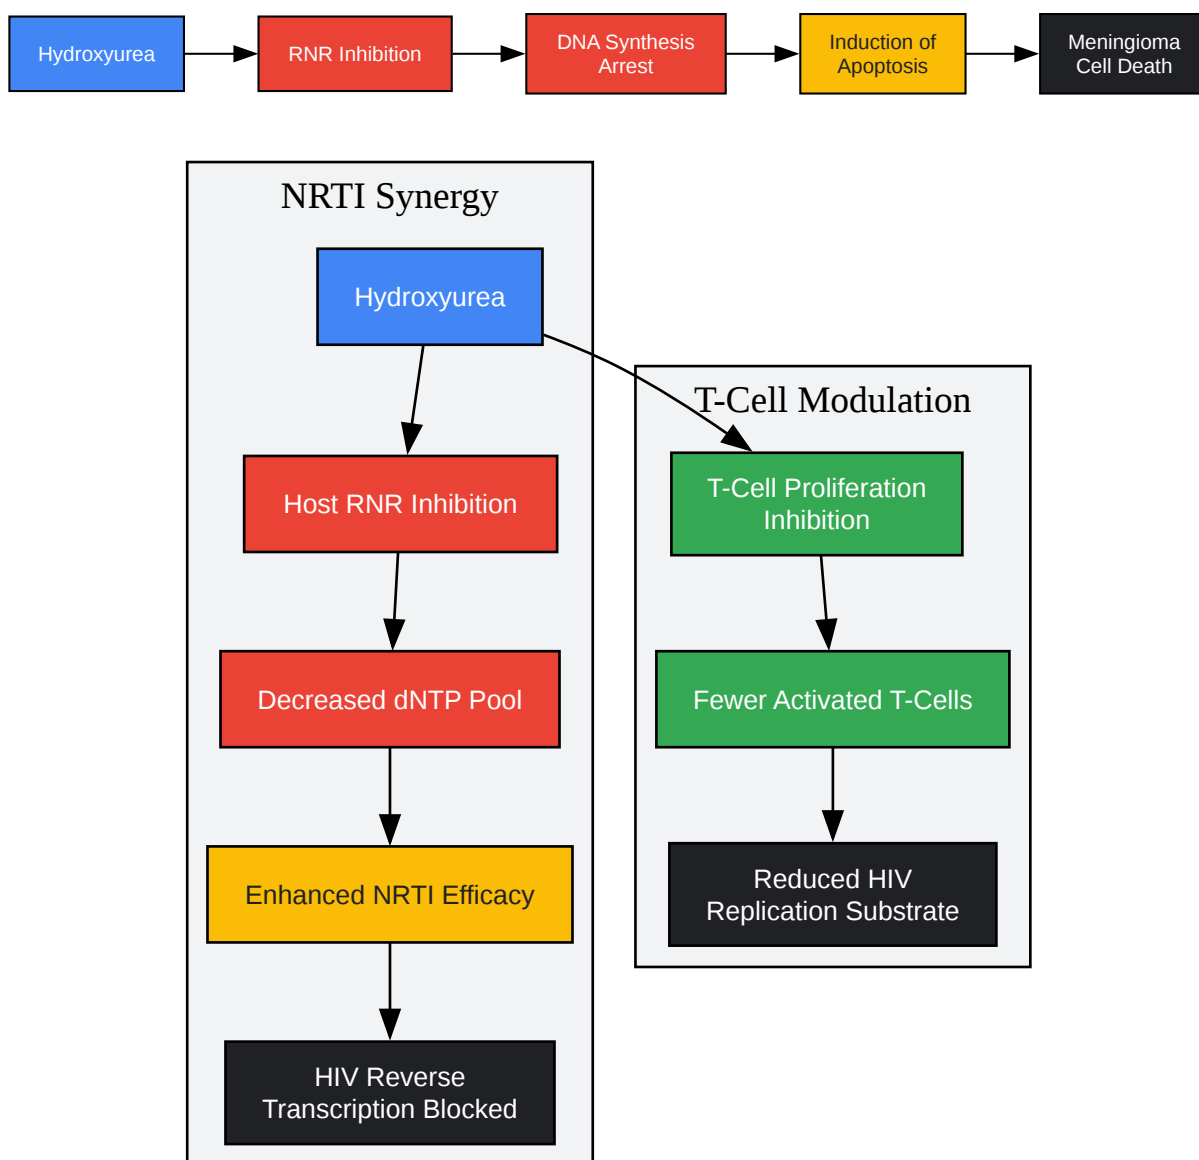 Hydroxyurea
RNR Inhibition
DNA Synthesis
Arrest
Induction of
Apoptosis
Meningioma
Cell Death
NRTI Synergy
Hydroxyurea
Host RNR Inhibition
Decreased dNTP Pool
Enhanced NRTI Efficacy
HIV Reverse
Transcription Blocked
T-Cell Modulation
T-Cell Proliferation
Inhibition
Fewer Activated T-Cells
Reduced HIV
Replication Substrate